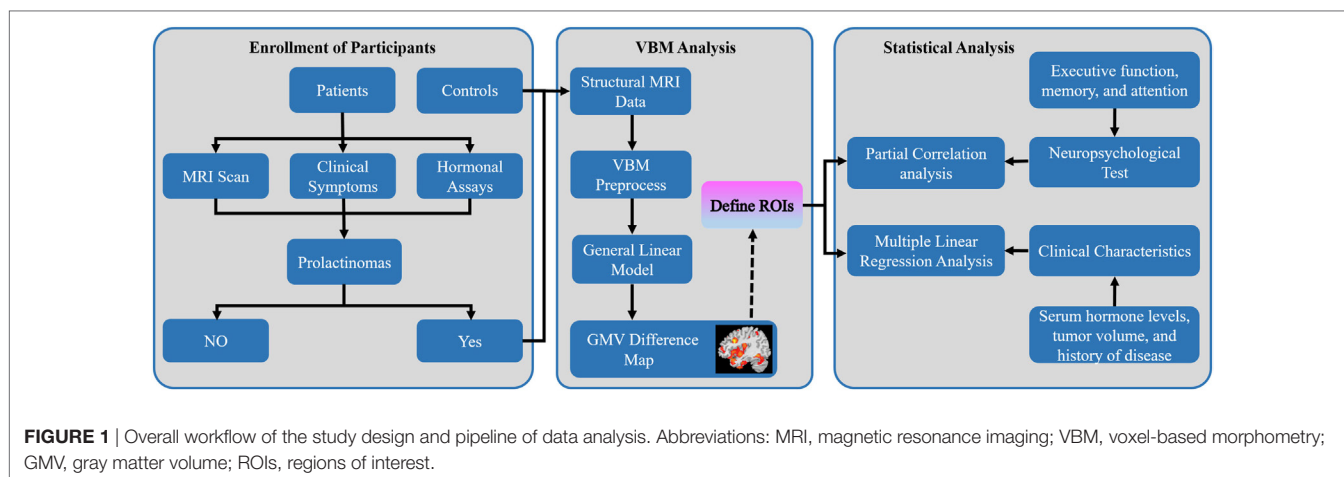 Enrollment of Participants
Patients
Controls
MRI Scan
Clinical
Symptoms
Hormonal
Assays
Prolactinomas
NO
Yes
VBM Analysis
Structural MRI
Data
VBM
Preprocess
General Linear
Model
GMV Difference
Map
Define ROIs
Statistical Analysis
Executive function,
memory, and attention
Partial Correlation
analysis
Neuropsychological
Test
Multiple Linear
Regression Analysis
Clinical Characteristics
Serum hormone levels,
tumor volume, and
history of disease
FIGURE 1 | Overall workflow of the study design and pipeline of data analysis. Abbreviations: MRI, magnetic resonance imaging; VBM, voxel-based morphometry;
GMV, gray matter volume; ROIs, regions of interest.